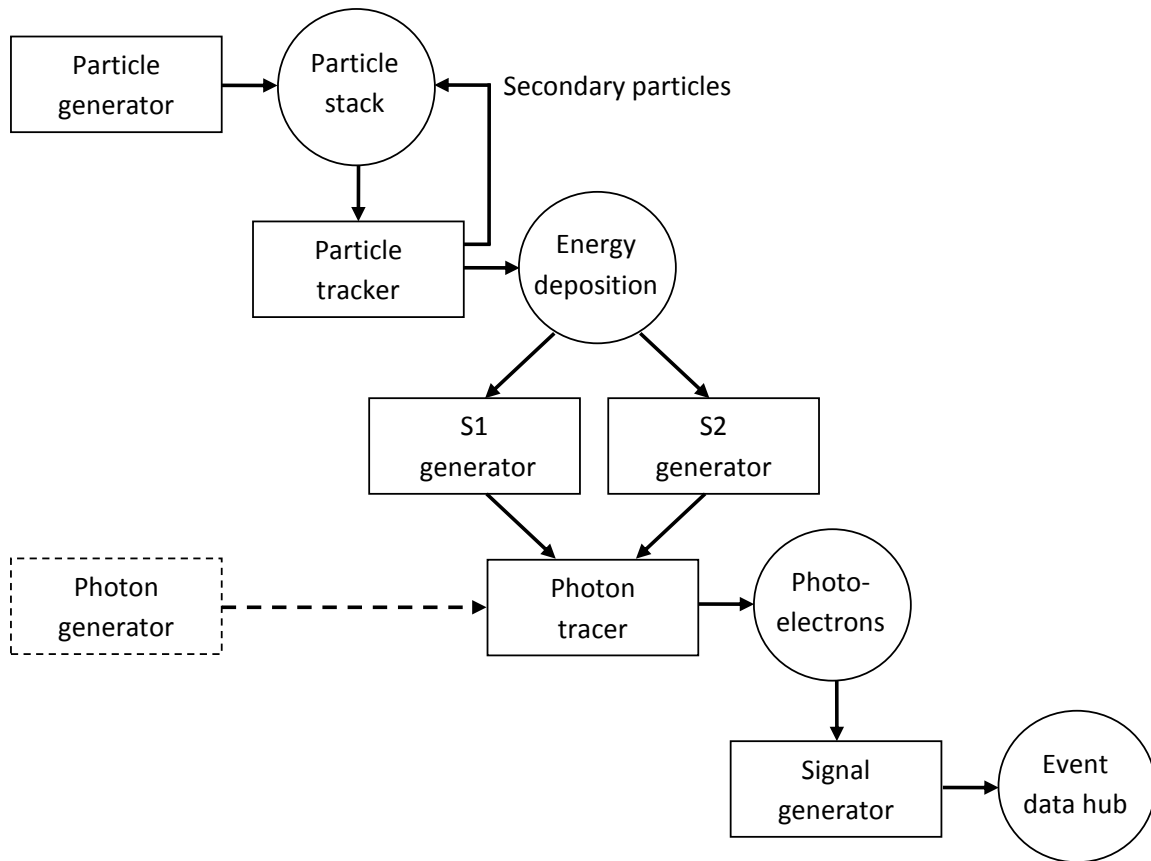 Particle
generator
Particle
stack
Secondary particles
Particle
tracker
Energy
deposition
S1
generator
S2
generator
Photon
generator
Photon
tracer
Photo-
electrons
Signal
generator
Event
data hub